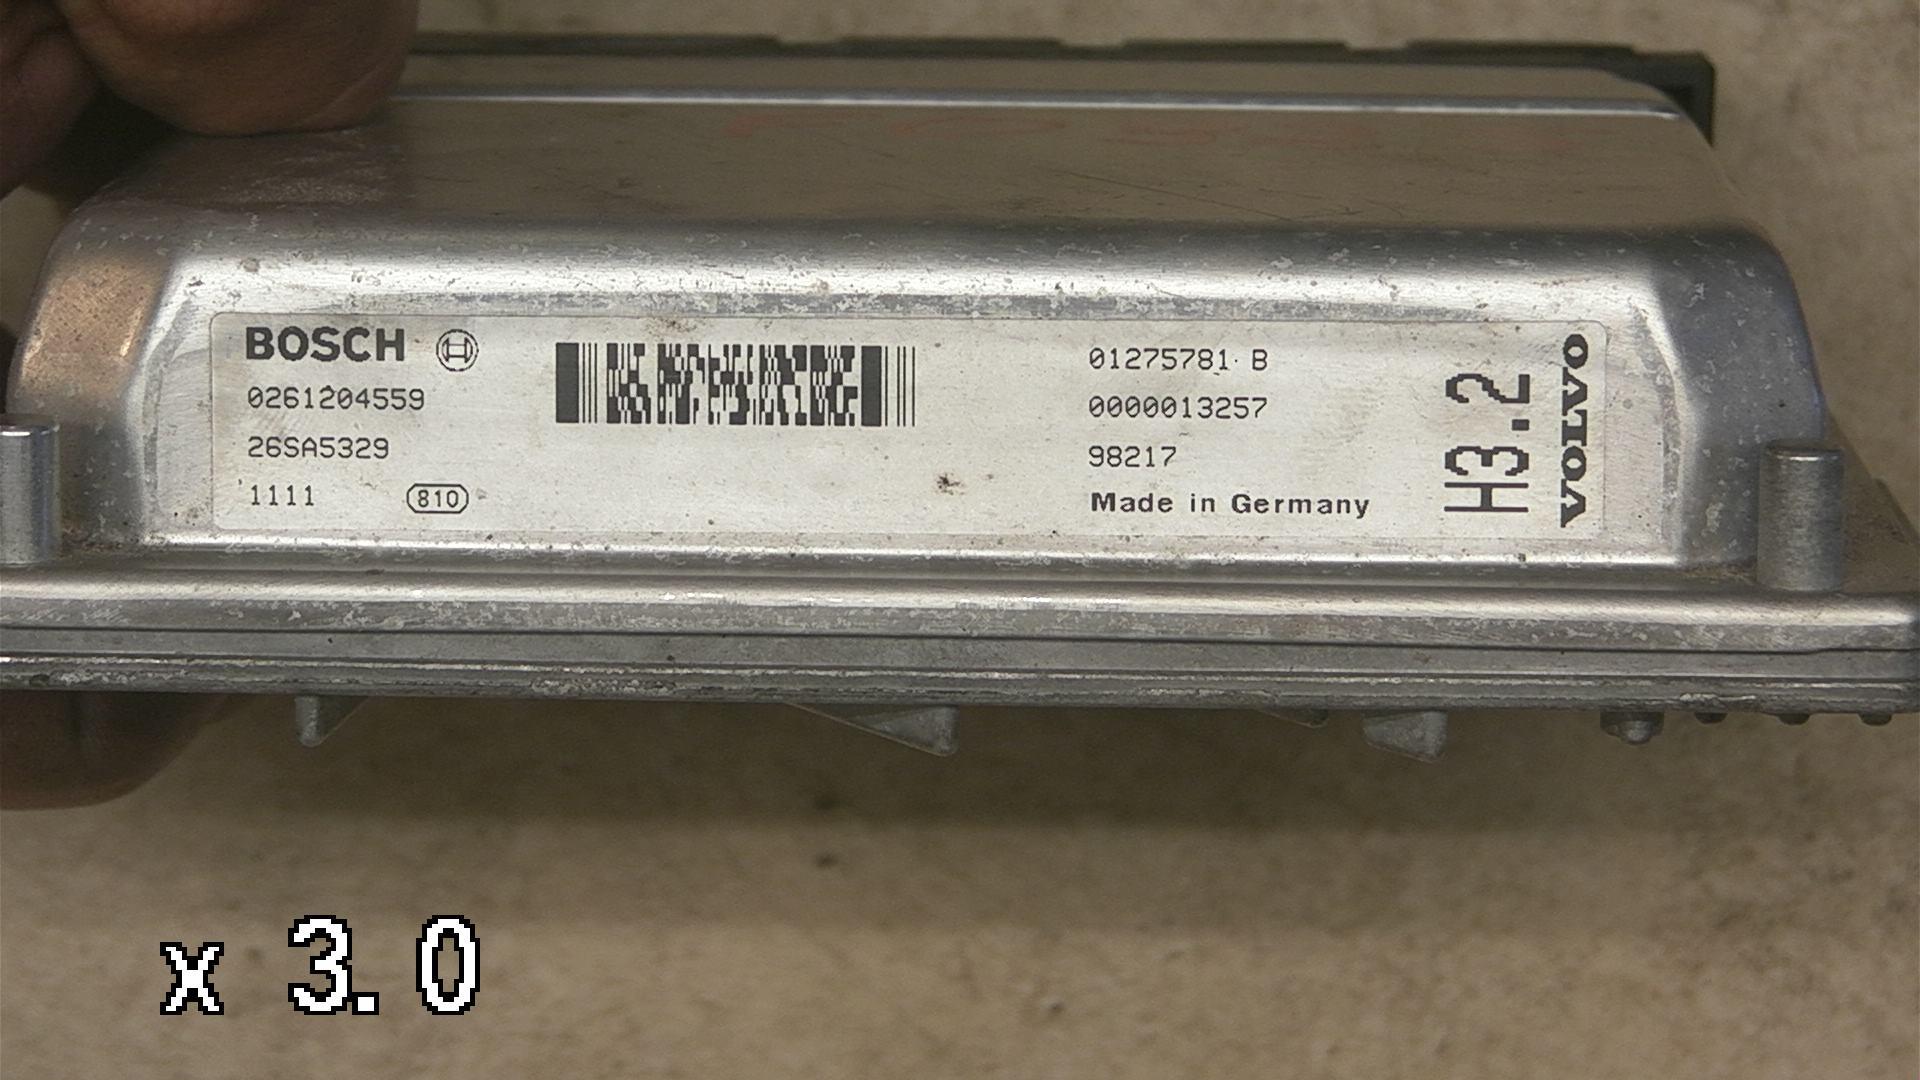 BOSCH
0261204559
26SA5329
1111 810
01275781 B
0000013257
98217
Made in Germany
H3.2
VOLVO
x 3.0